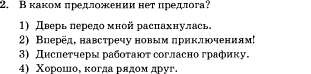 2. В каком предложении нет предлога?
1) Дверь передо мной распахнулась.
2) Вперёд, навстречу новым приключениям!
3) Диспетчеры работают согласно графику.
4) Хорошо, когда рядом друг.